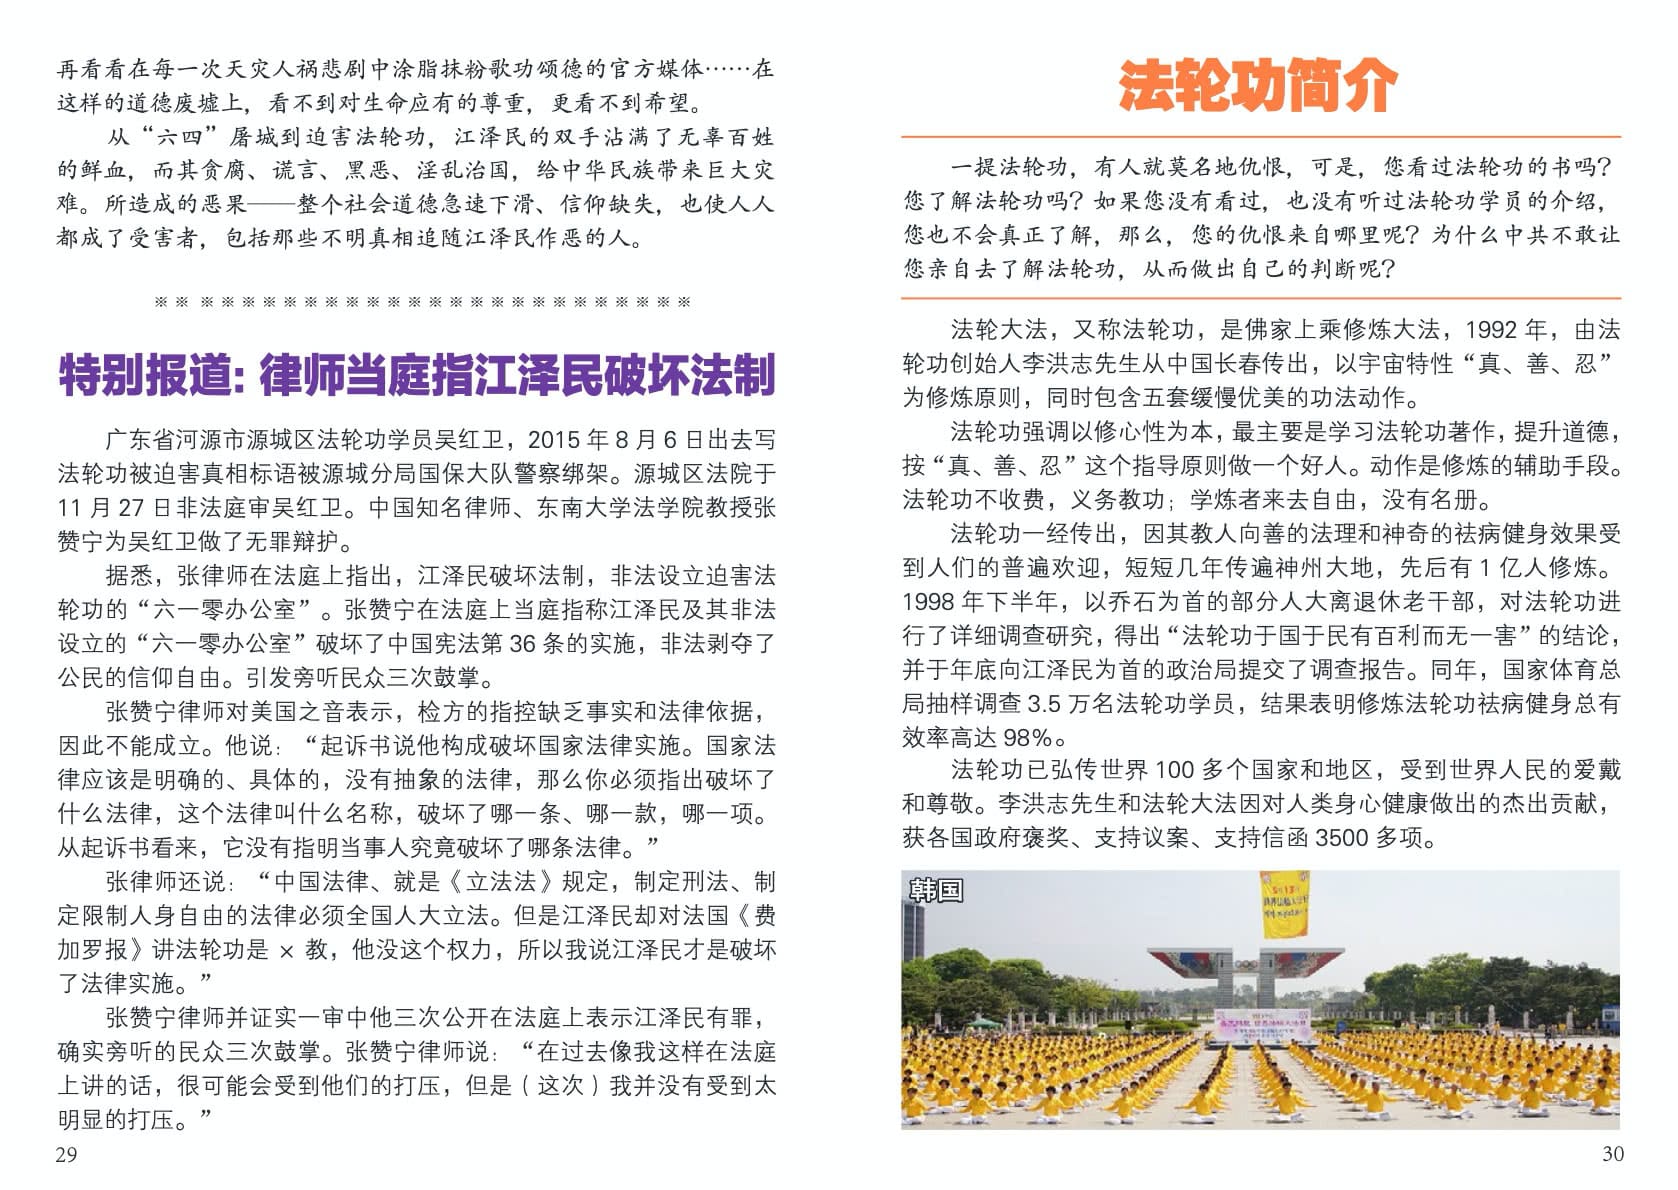 再看看在每一次天灾人祸悲剧中涂脂抹粉歌功颂德的官方媒体……在
这样的道德废墟上，看不到对生命应有的尊重，更看不到希望。
从“六四”屠城到迫害法轮功，江泽民的双手沾满了无辜百姓
的鲜血，而其贪腐、谎言、黑恶、淫乱治国，给中华民族带来巨大灾
难。所造成的恶果——整个社会道德急速下滑、信仰缺失，也使人人
都成了受害者，包括那些不明真相追随江泽民作恶的人。
※ ※ ※ ※ ※ ※ ※ ※ ※ ※ ※ ※ ※ ※ ※ ※ ※ ※ ※ ※ ※ ※ ※ ※ ※ ※
特别报道：律师当庭指江泽民破坏法制
广东省河源市源城区法轮功学员吴红卫，2015 年 8 月 6 日出去写
法轮功被迫害真相标语被源城分局国保大队警察绑架。源城区法院于
11 月 27 日非法庭审吴红卫。中国知名律师、东南大学法学院教授张
赞宁为吴红卫做了无罪辩护。
据悉，张律师在法庭上指出，江泽民破坏法制，非法设立迫害法
轮功的“六一零办公室”。张赞宁在法庭上当庭指称江泽民及其非法
设立的“六一零办公室”破坏了中国宪法第 36 条的实施，非法剥夺了
公民的信仰自由。引发旁听民众三次鼓掌。
张赞宁律师对美国之音表示，检方的指控缺乏事实和法律依据，
因此不能成立。他说：“起诉书说他构成破坏国家法律实施。国家法
律应该是明确的、具体的，没有抽象的法律，那么你必须指出破坏了
什么法律，这个法律叫什么名称，破坏了哪一条、哪一款，哪一项。
从起诉书看来，它没有指明当事人究竟破坏了哪条法律。”
张律师还说：“中国法律、就是《立法法》规定，制定刑法、制
定限制人身自由的法律必须全国人大立法。但是江泽民却对法国《费
加罗报》讲法轮功是 × 教，他没这个权力，所以我说江泽民才是破坏
了法律实施。”
张赞宁律师并证实一审中他三次公开在法庭上表示江泽民有罪，
确实旁听的民众三次鼓掌。张赞宁律师说：“在过去像我这样在法庭
上讲的话，很可能会受到他们的打压，但是（这次）我并没有受到太
明显的打压。”
29
法轮功简介
一提法轮功，有人就莫名地仇恨，可是，您看过法轮功的书吗？
您了解法轮功吗？如果您没有看过，也没有听过法轮功学员的介绍，
您也不会真正了解，那么，您的仇恨来自哪里呢？为什么中共不敢让
您亲自去了解法轮功，从而做出自己的判断呢？
法轮大法，又称法轮功，是佛家上乘修炼大法，1992 年，由法
轮功创始人李洪志先生从中国长春传出，以宇宙特性“真、善、忍”
为修炼原则，同时包含五套缓慢优美的功法动作。
法轮功强调以修心性为本，最主要是学习法轮功著作，提升道德，
按“真、善、忍”这个指导原则做一个好人。动作是修炼的辅助手段。
法轮功不收费，义务教功；学炼者来去自由，没有名册。
法轮功一经传出，因其教人向善的法理和神奇的祛病健身效果受
到人们的普遍欢迎，短短几年传遍神州大地，先后有 1 亿人修炼。
1998 年下半年，以乔石为首的部分人大离退休老干部，对法轮功进
行了详细调查研究，得出“法轮功于国于民有百利而无一害”的结论，
并于年底向江泽民为首的政治局提交了调查报告。同年，国家体育总
局抽样调查 3.5 万名法轮功学员，结果表明修炼法轮功祛病健身总有
效率高达 98%。
法轮功已弘传世界 100 多个国家和地区，受到世界人民的爱戴
和尊敬。李洪志先生和法轮大法因对人类身心健康做出的杰出贡献，
获各国政府褒奖、支持议案、支持信函 3500 多项。
韩国
30